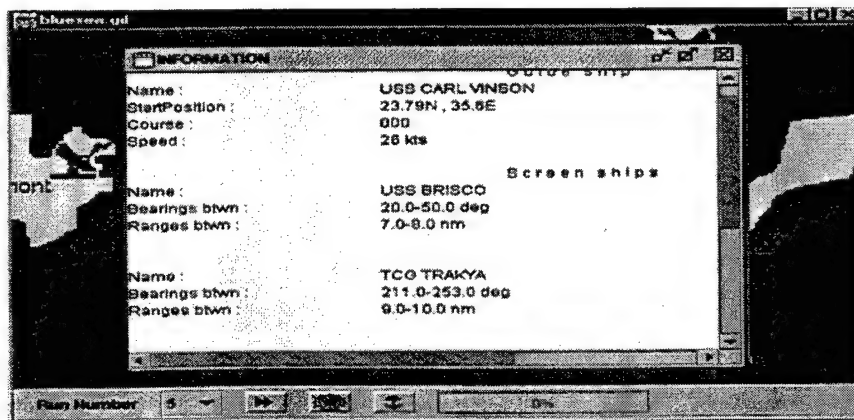 bluesea.gd
INFORMATION
Guide ship
Name : USS CARL VINSON
StartPosition : 23.79N , 35.6E
Course : 000
Speed : 26 kts
Screen ships
Name : USS BRISCO
Bearings btwn : 20.0-50.0 deg
Ranges btwn : 7.0-8.0 nm
Name : TCG TRAKYA
Bearings btwn : 211.0-253.0 deg
Ranges btwn : 9.0-10.0 nm
mont
Run Number 5 0%